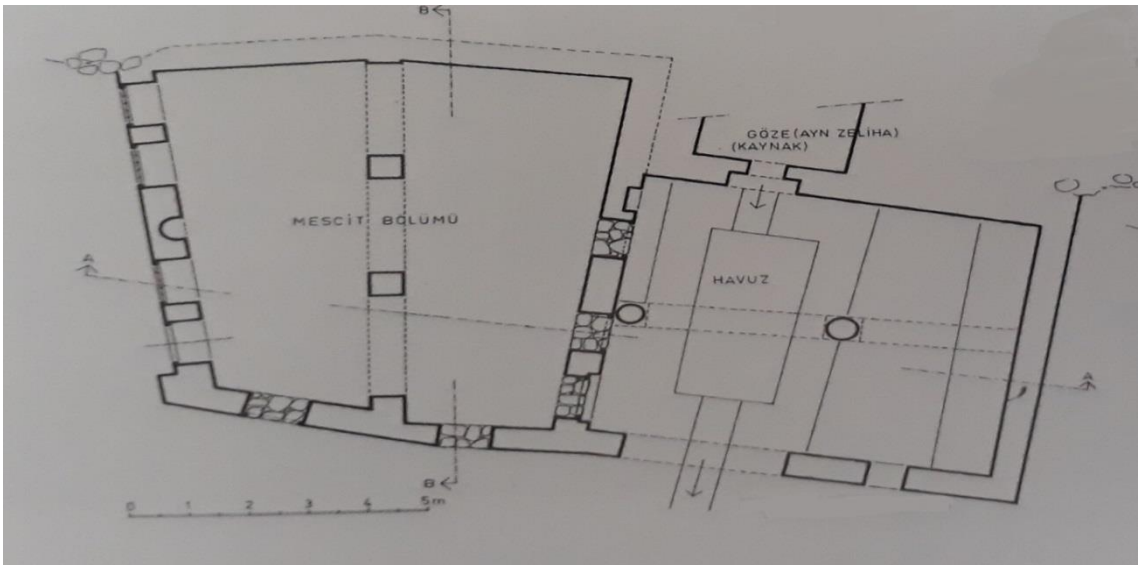 B
GÖZE (AYN ZELİHA)
(KAYNAK)
MESCİT BÖLÜMÜ
A
HAVUZ
A
B
0 1 2 3 4 5m